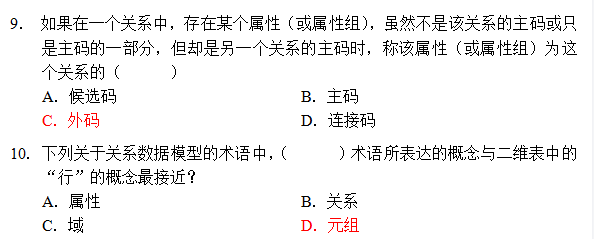 9. 如果在一个关系中，存在某个属性（或属性组），虽然不是该关系的主码或只
是主码的一部分，但却是另一个关系的主码时，称该属性（或属性组）为这
个关系的（　　）
A. 候选码　　B. 主码
C. 外码　　D. 连接码
10. 下列关于关系数据模型的术语中，（　　）术语所表达的概念与二维表中的
“行”的概念最接近？
A. 属性　　B. 关系
C. 域　　D. 元组